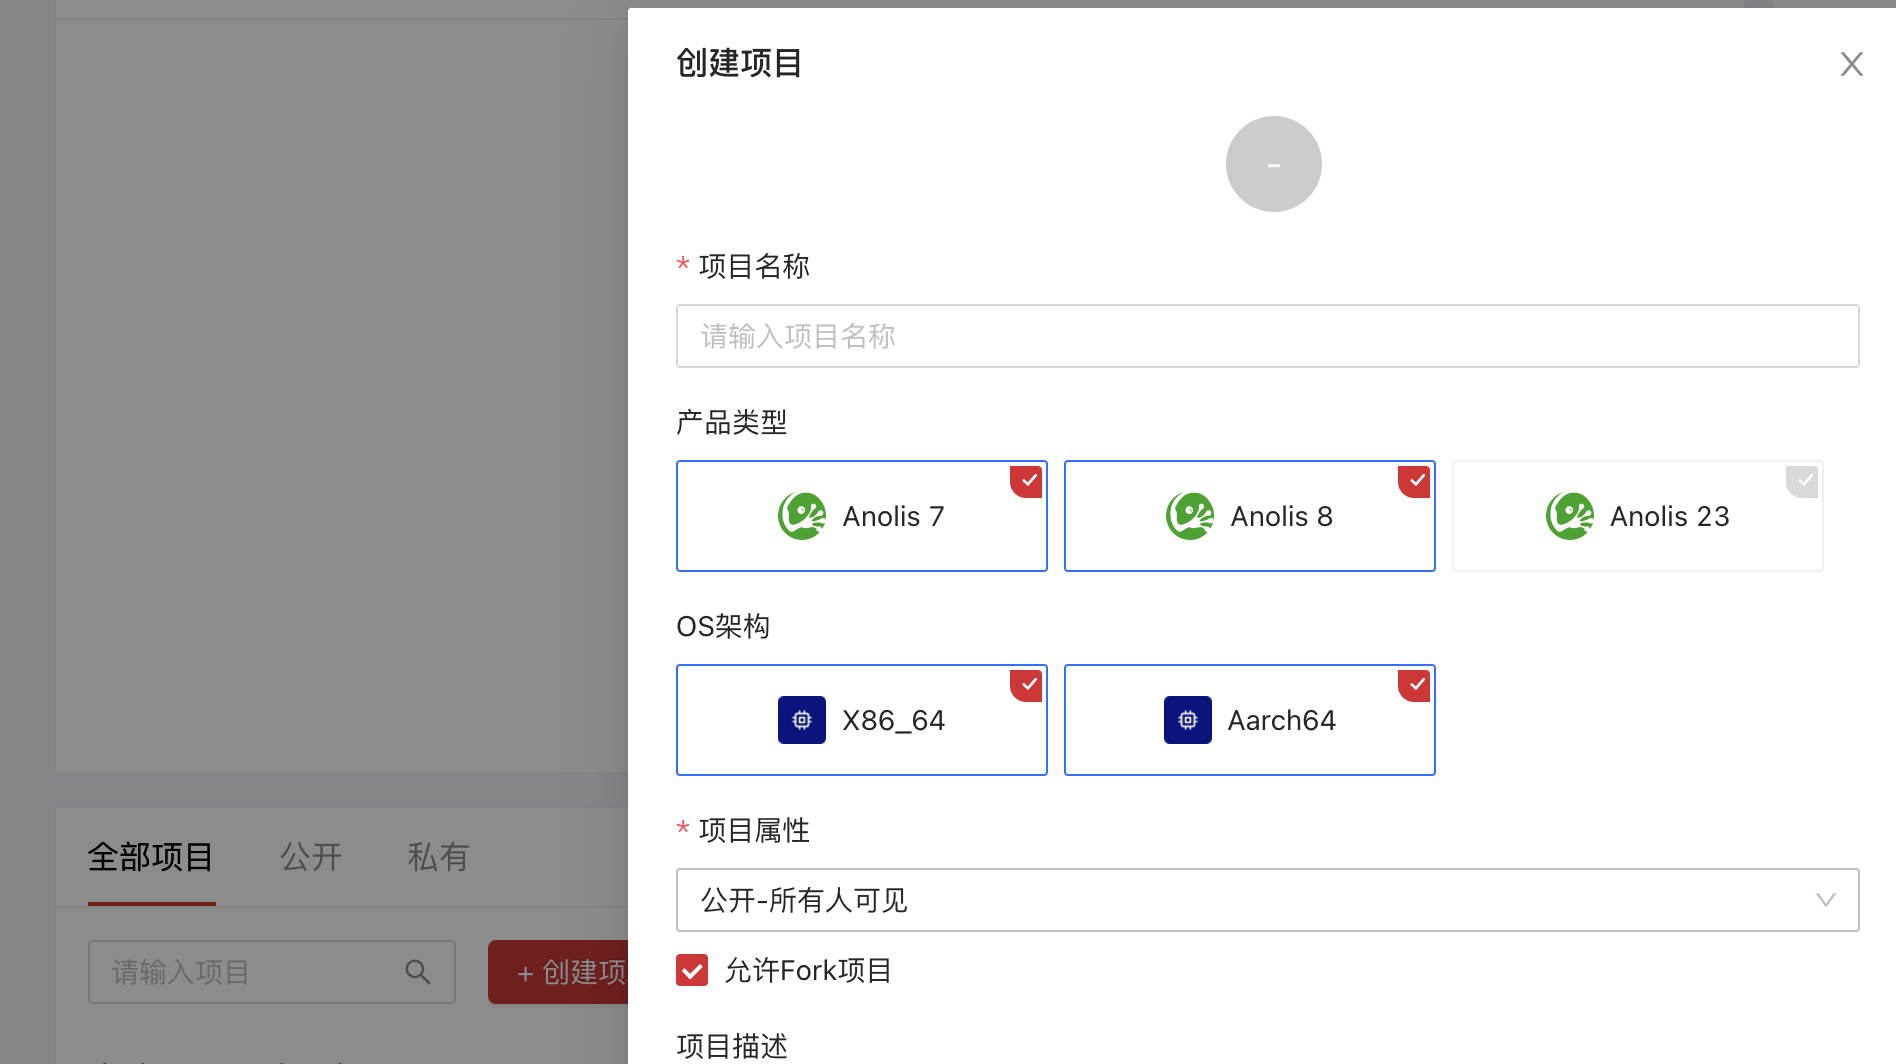 创建项目
-
* 项目名称
请输入项目名称
产品类型
Anolis 7
Anolis 8
Anolis 23
OS架构
X86_64
Aarch64
* 项目属性
公开-所有人可见
允许Fork项目
项目描述
全部项目
公开
私有
请输入项目
+ 创建项